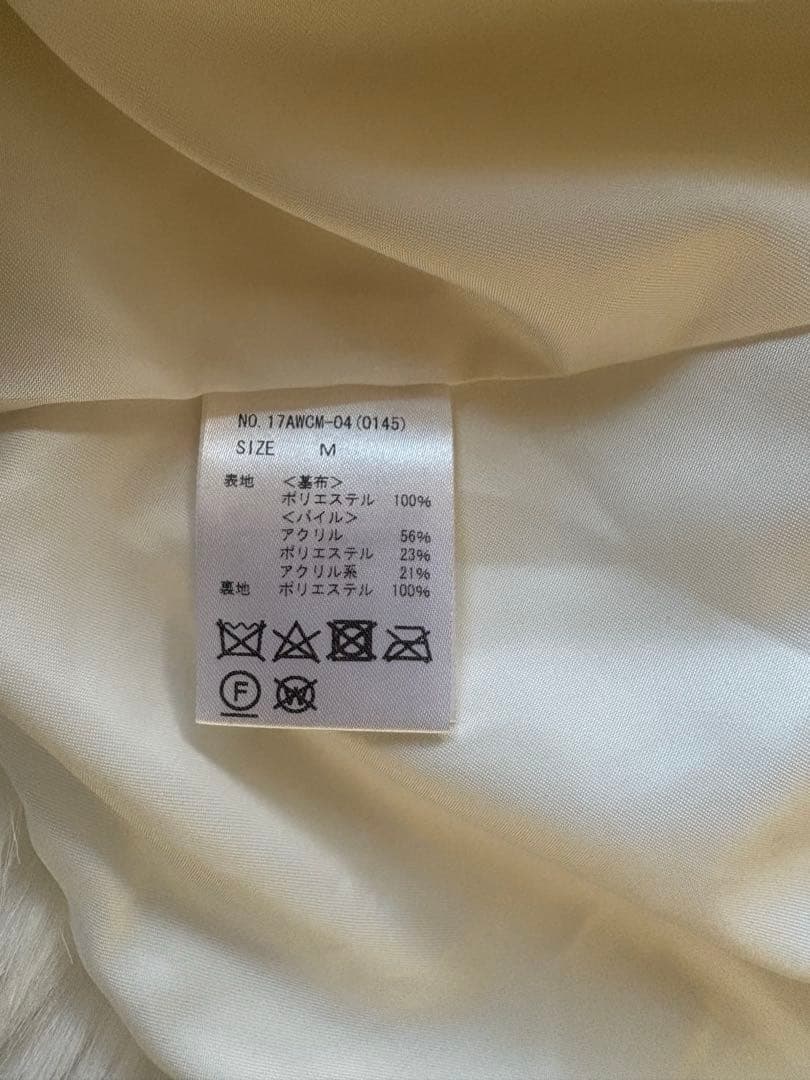 NO.17AWCM-04(0145)
SIZE M
表地 <基布>
ポリエステル 100%
<パイル>
アクリル 56%
ポリエステル 23%
アクリル系 21%
裏地 ポリエステル 100%
F
W